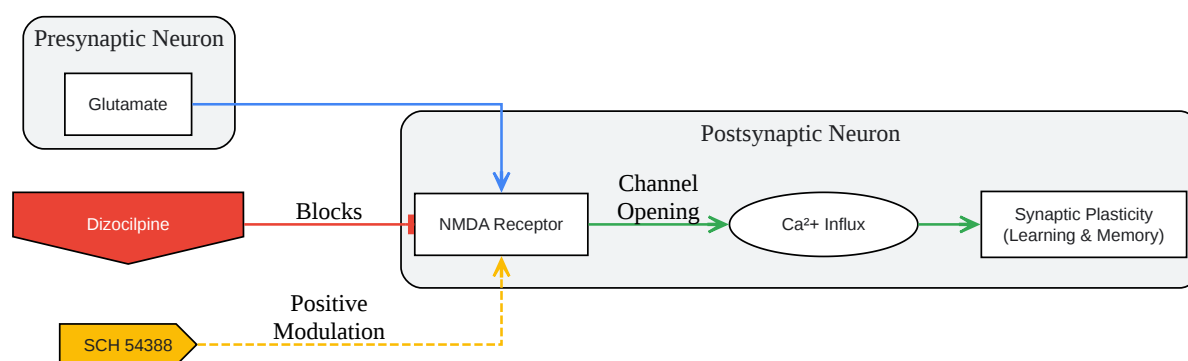 Presynaptic Neuron
Glutamate
Postsynaptic Neuron
Dizocilpine
Blocks
NMDA Receptor
Channel
Opening
Ca²+ Influx
Synaptic Plasticity
(Learning & Memory)
Positive
Modulation
SCH 54388